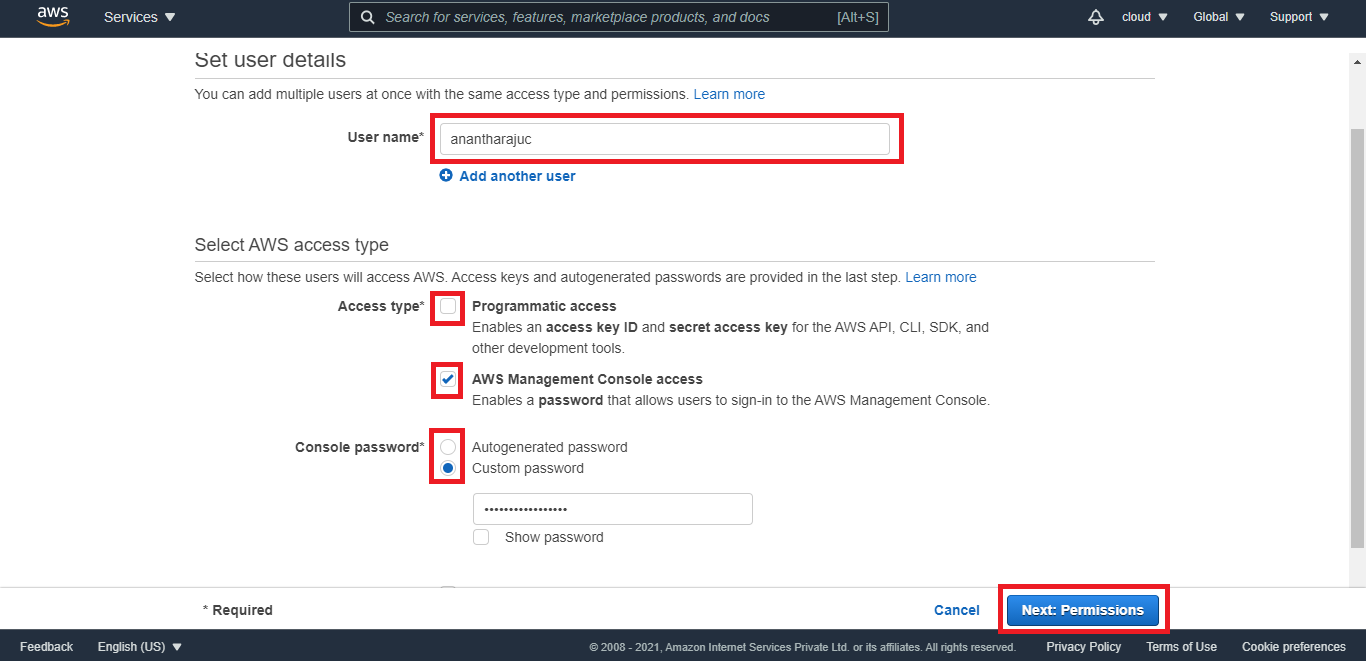 aws Services Search for services, features, marketplace products, and docs [Alt+S] cloud Global Support
Set user details
You can add multiple users at once with the same access type and permissions. Learn more
User name* anantharajuc
Add another user
Select AWS access type
Select how these users will access AWS. Access keys and autogenerated passwords are provided in the last step. Learn more
Access type* Programmatic access
Enables an access key ID and secret access key for the AWS API, CLI, SDK, and
other development tools.
AWS Management Console access
Enables a password that allows users to sign-in to the AWS Management Console.
Console password* Autogenerated password
Custom password
•••••••••••••••••
Show password
* Required Cancel Next: Permissions
Feedback English (US) © 2008 - 2021, Amazon Internet Services Private Ltd. or its affiliates. All rights reserved. Privacy Policy Terms of Use Cookie preferences